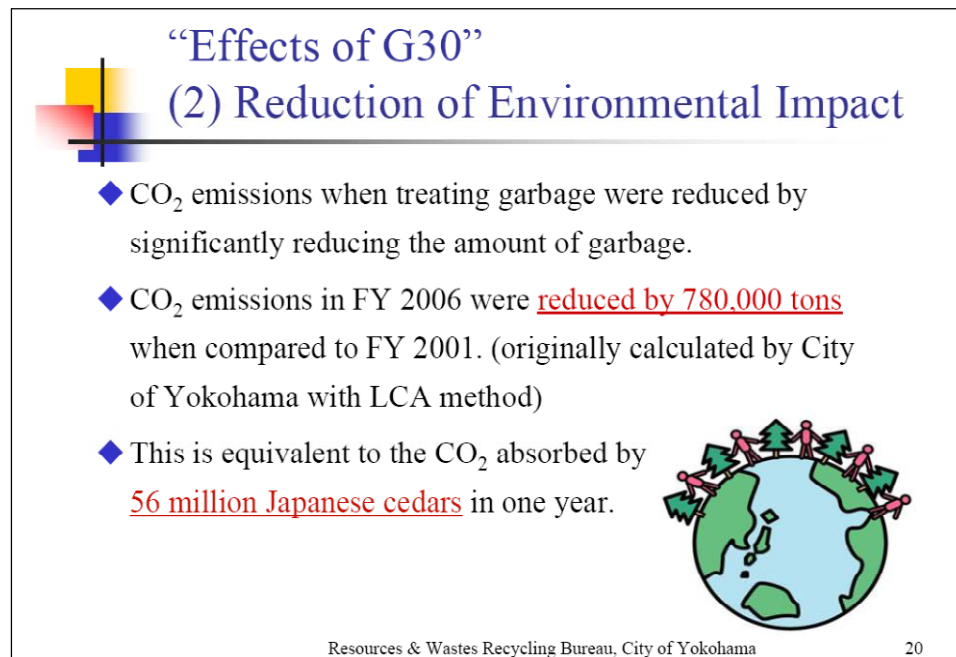 “Effects of G30”
(2) Reduction of Environmental Impact
CO₂ emissions when treating garbage were reduced by
significantly reducing the amount of garbage.
CO₂ emissions in FY 2006 were reduced by 780,000 tons
when compared to FY 2001. (originally calculated by City
of Yokohama with LCA method)
This is equivalent to the CO₂ absorbed by
56 million Japanese cedars in one year.
Resources & Wastes Recycling Bureau, City of Yokohama
20